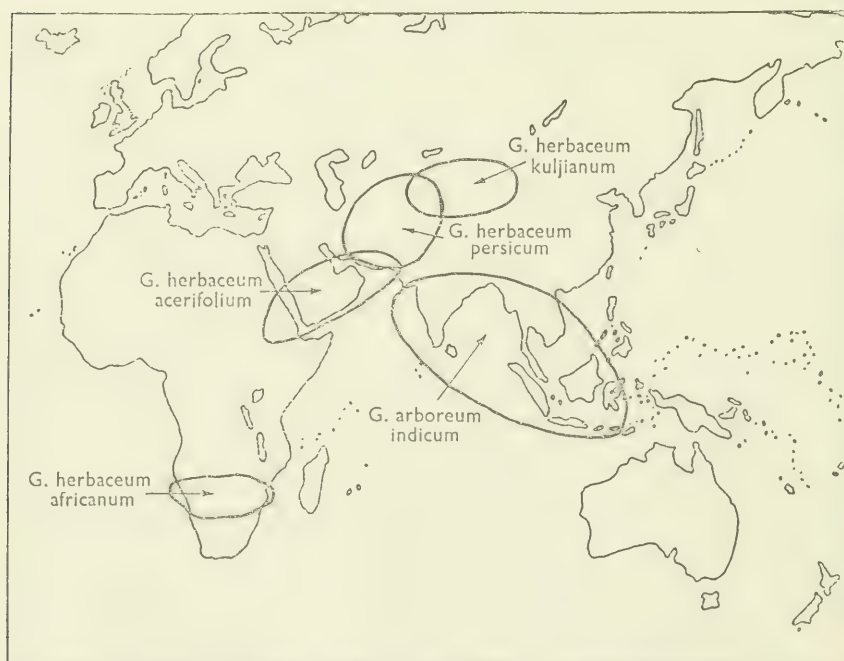 G. herbaceum
kuljianum
G. herbaceum
persicum
G. herbaceum
acerifolium
G. arboreum
indicum
G. herbaceum
africanum